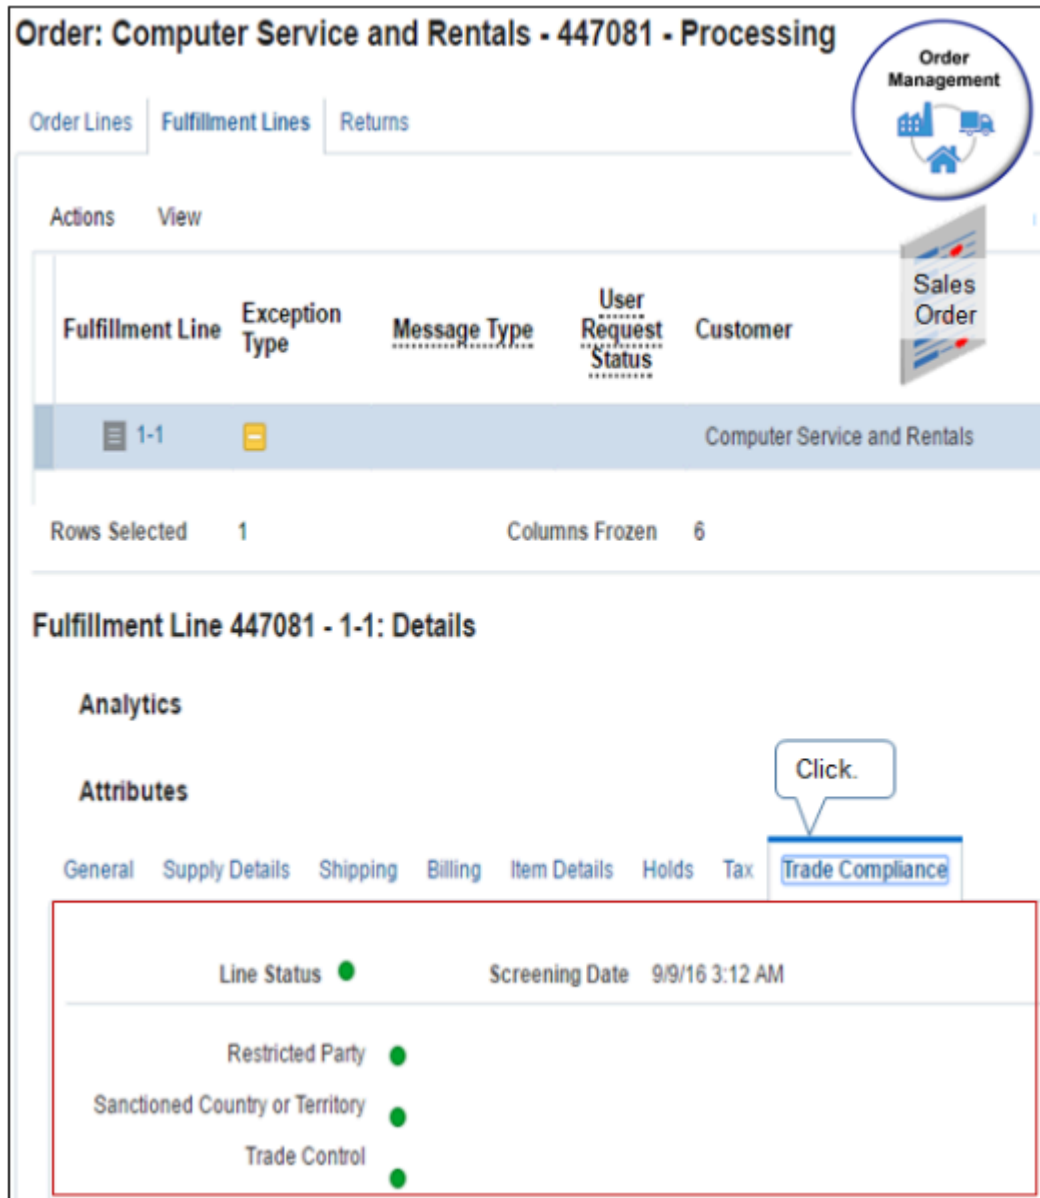 Order: Computer Service and Rentals - 447081 - Processing
Order
Management
Order Lines
Fulfillment Lines
Returns
Actions
View
Sales
Order
Fulfillment Line
Exception
Type
Message Type
User
Request
Status
Customer
1-1
Computer Service and Rentals
Rows Selected 1
Columns Frozen 6
Fulfillment Line 447081 - 1-1: Details
Analytics
Attributes
Click.
General
Supply Details
Shipping
Billing
Item Details
Holds
Tax
Trade Compliance
Line Status
Screening Date 9/9/16 3:12 AM
Restricted Party
Sanctioned Country or Territory
Trade Control